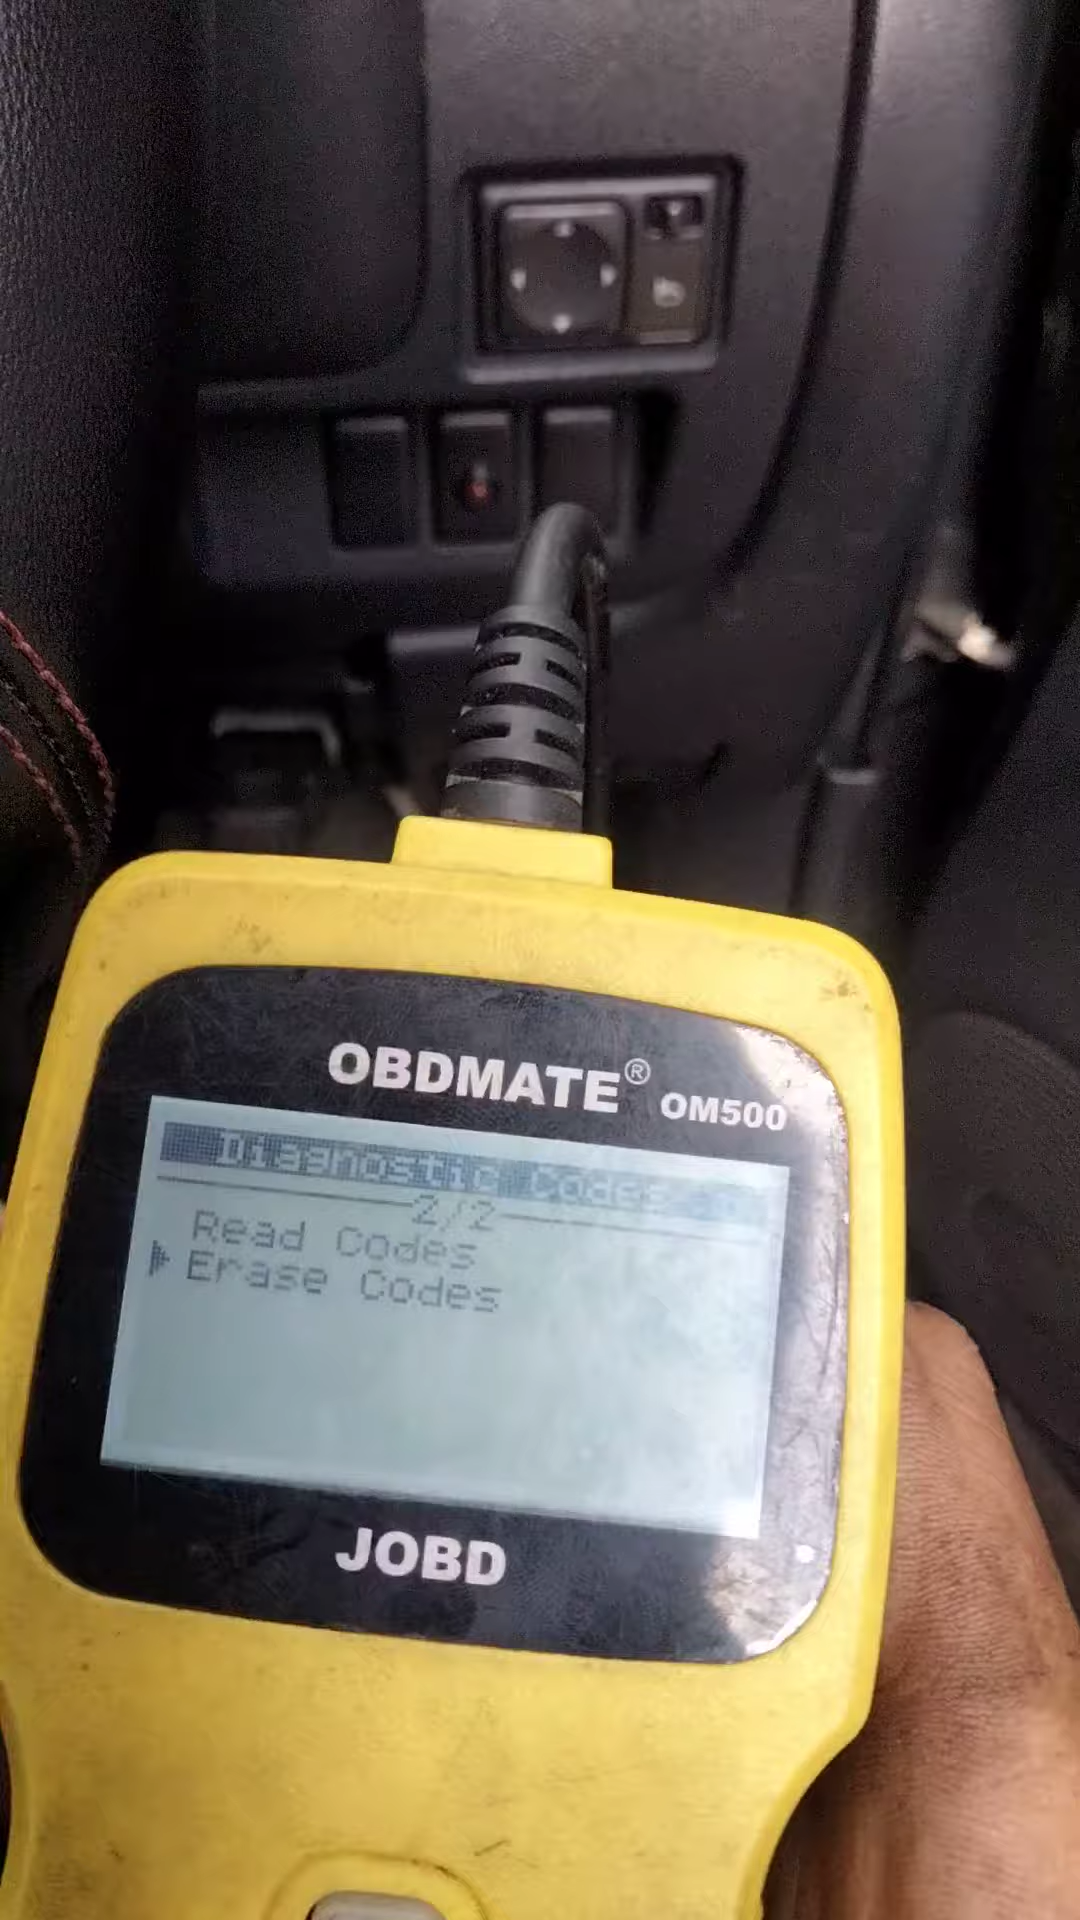 OBDMATE® OM500
Diagnostic Codes
2/2
Read Codes
Erase Codes
JOBD